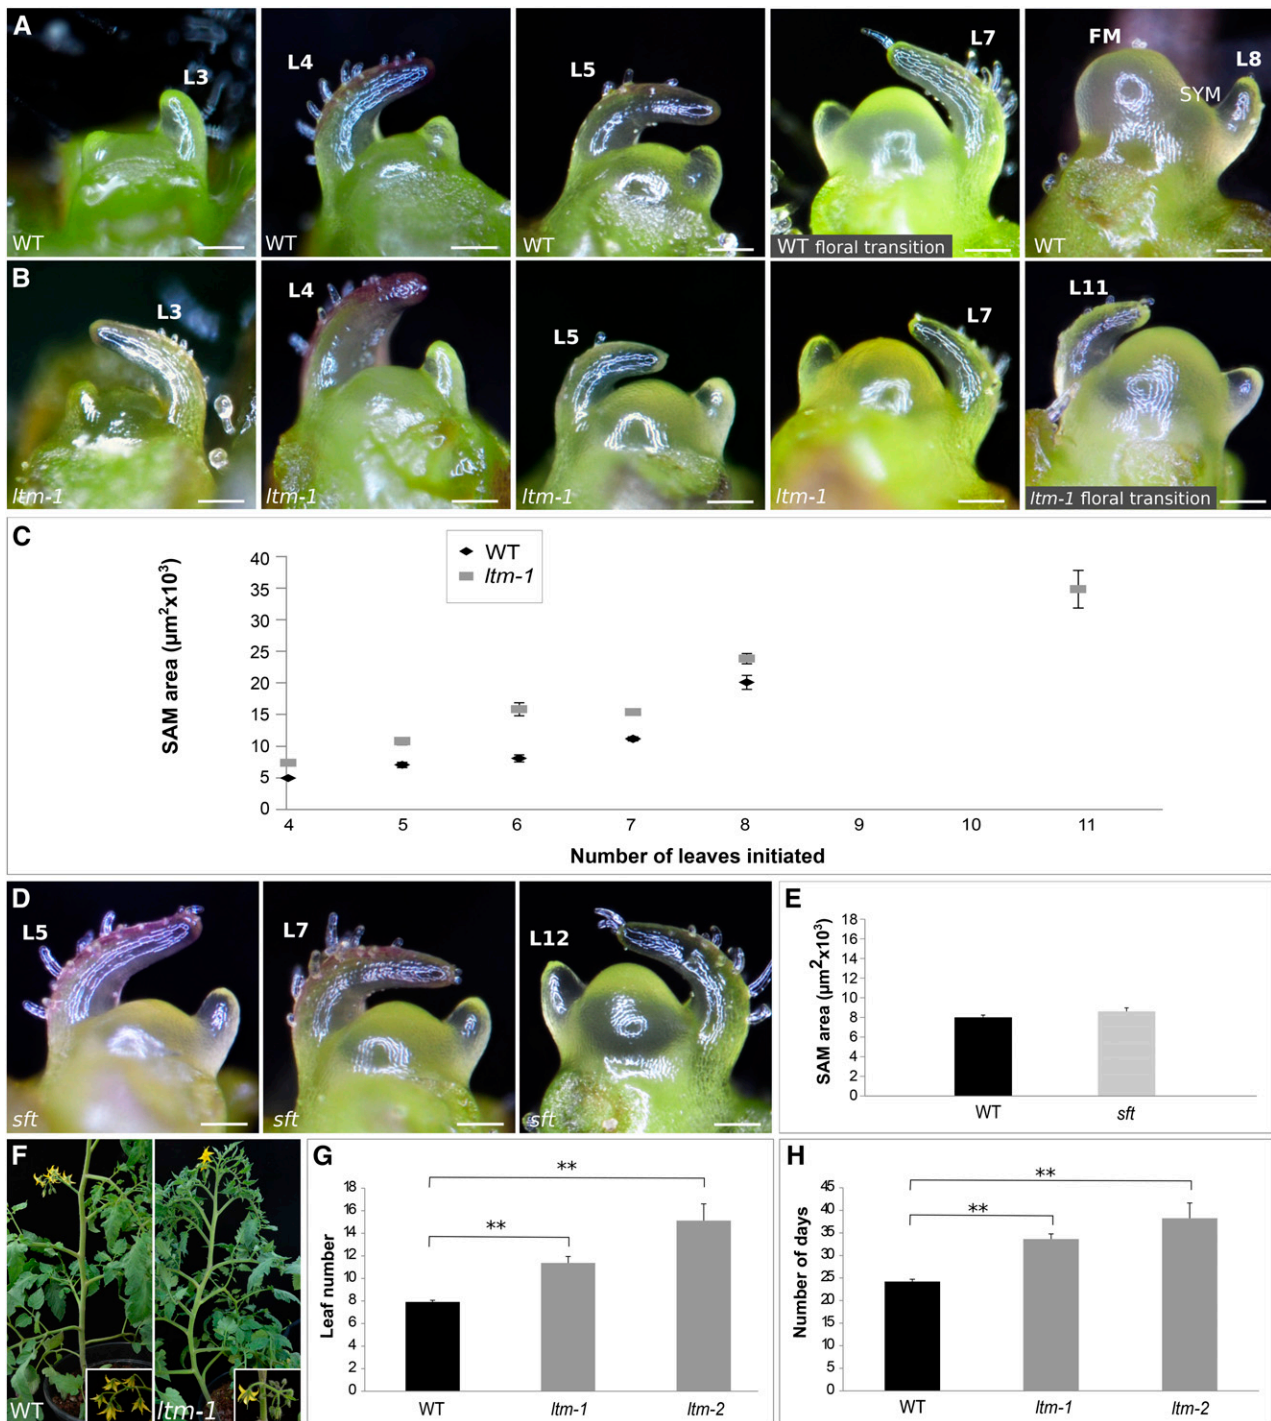 A
L3
WT
L4
WT
L5
WT
L7
WT floral transition
FM
L8
SYM
WT
B
L3
ltm-1
L4
ltm-1
L5
ltm-1
L7
ltm-1
L11
ltm-1 floral transition
C
WT
ltm-1
SAM area (µm²x10³)
40
35
30
25
20
15
10
5
0
4 5 6 7 8 9 10 11
Number of leaves initiated
D
L5
sft
L7
sft
L12
sft
E
SAM area (µm²x10³)
18
16
14
12
10
8
6
4
2
0
WT sft
F
WT
ltm-1
G
Leaf number
18
16
14
12
10
8
6
4
2
0
**
**
WT ltm-1 ltm-2
H
Number of days
45
40
35
30
25
20
15
10
5
0
**
**
WT ltm-1 ltm-2